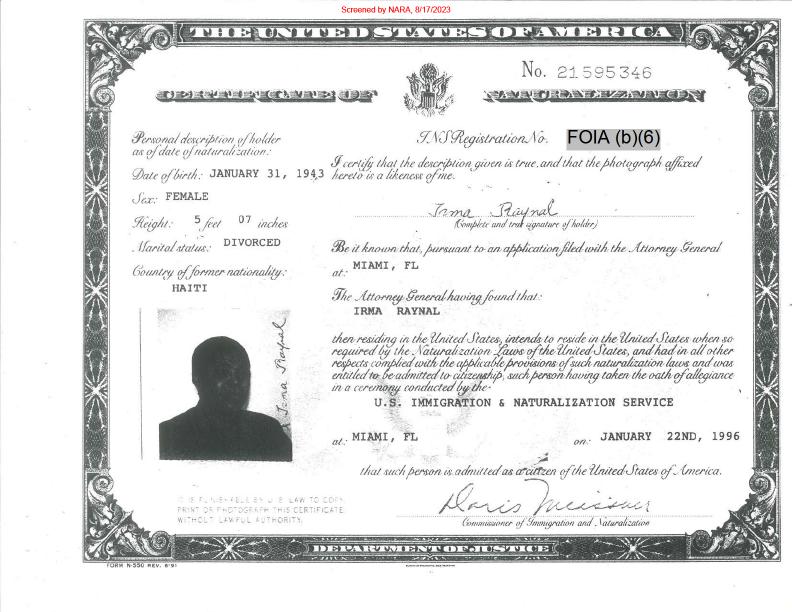 Screened by NARA, 8/17/2023
THE UNITED STATES OF AMERICA
No. 21595346
CERTIFICATE OF NATURALIZATION
Personal description of holder
as of date of naturalization:
Date of birth: JANUARY 31, 1943
Sex: FEMALE
Height: 5 feet 07 inches
Marital status: DIVORCED
Country of former nationality:
HAITI
INS Registration No. FOIA (b)(6)
I certify that the description given is true, and that the photograph affixed
hereto is a likeness of me.
Irma Raynal
(Complete and true signature of holder)
Be it known that, pursuant to an application filed with the Attorney General
at: MIAMI, FL
The Attorney General having found that:
IRMA RAYNAL
then residing in the United States, intends to reside in the United States when so
required by the Naturalization Laws of the United States, and had in all other
respects complied with the applicable provisions of such naturalization laws and was
entitled to be admitted to citizenship, such person having taken the oath of allegiance
in a ceremony conducted by the:
U.S. IMMIGRATION & NATURALIZATION SERVICE
at: MIAMI, FL on: JANUARY 22ND, 1996
that such person is admitted as a citizen of the United States of America.
Irma Raynal
IT IS PUNISHABLE BY U.S. LAW TO COPY,
PRINT OR PHOTOGRAPH THIS CERTIFICATE,
WITHOUT LAWFUL AUTHORITY.
Doris Meissner
Commissioner of Immigration and Naturalization
DEPARTMENT OF JUSTICE
FORM N-550 REV. 6-91